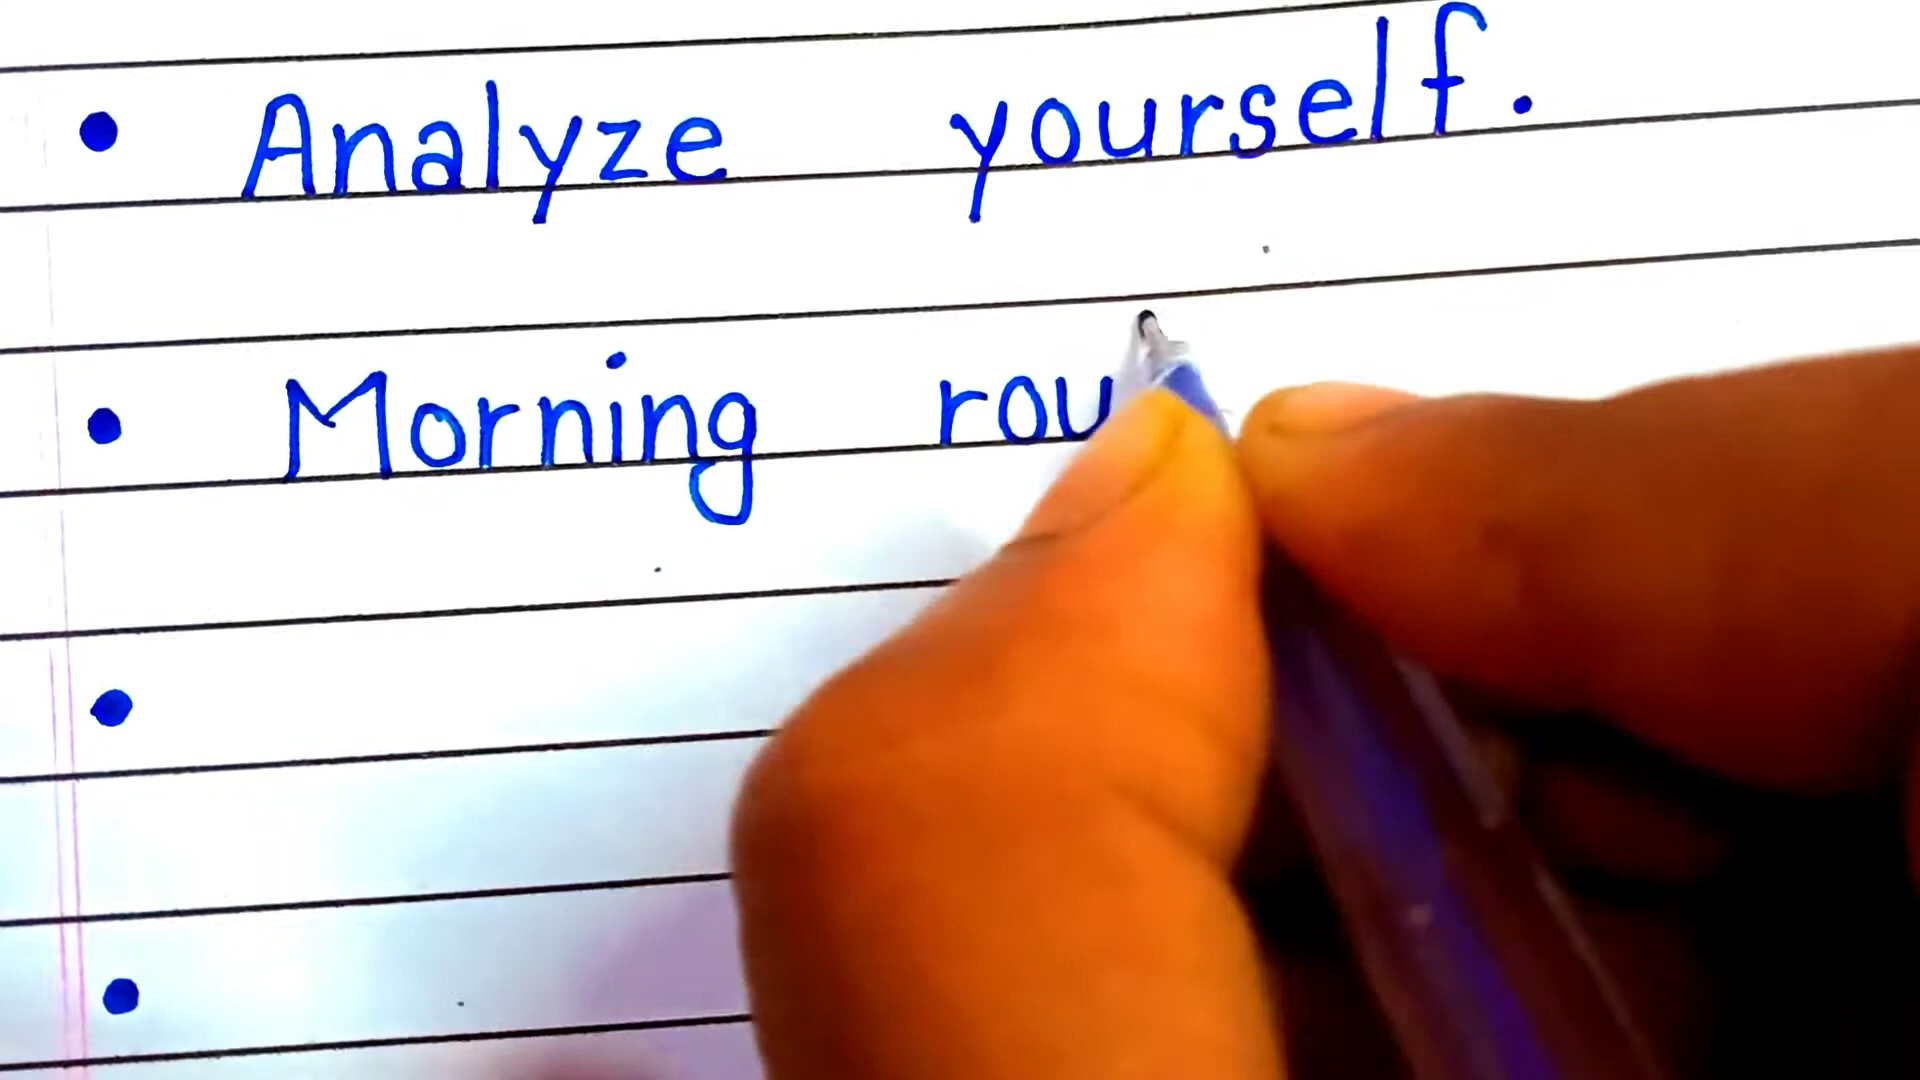 • Analyze yourself.
• Morning rou
•
•